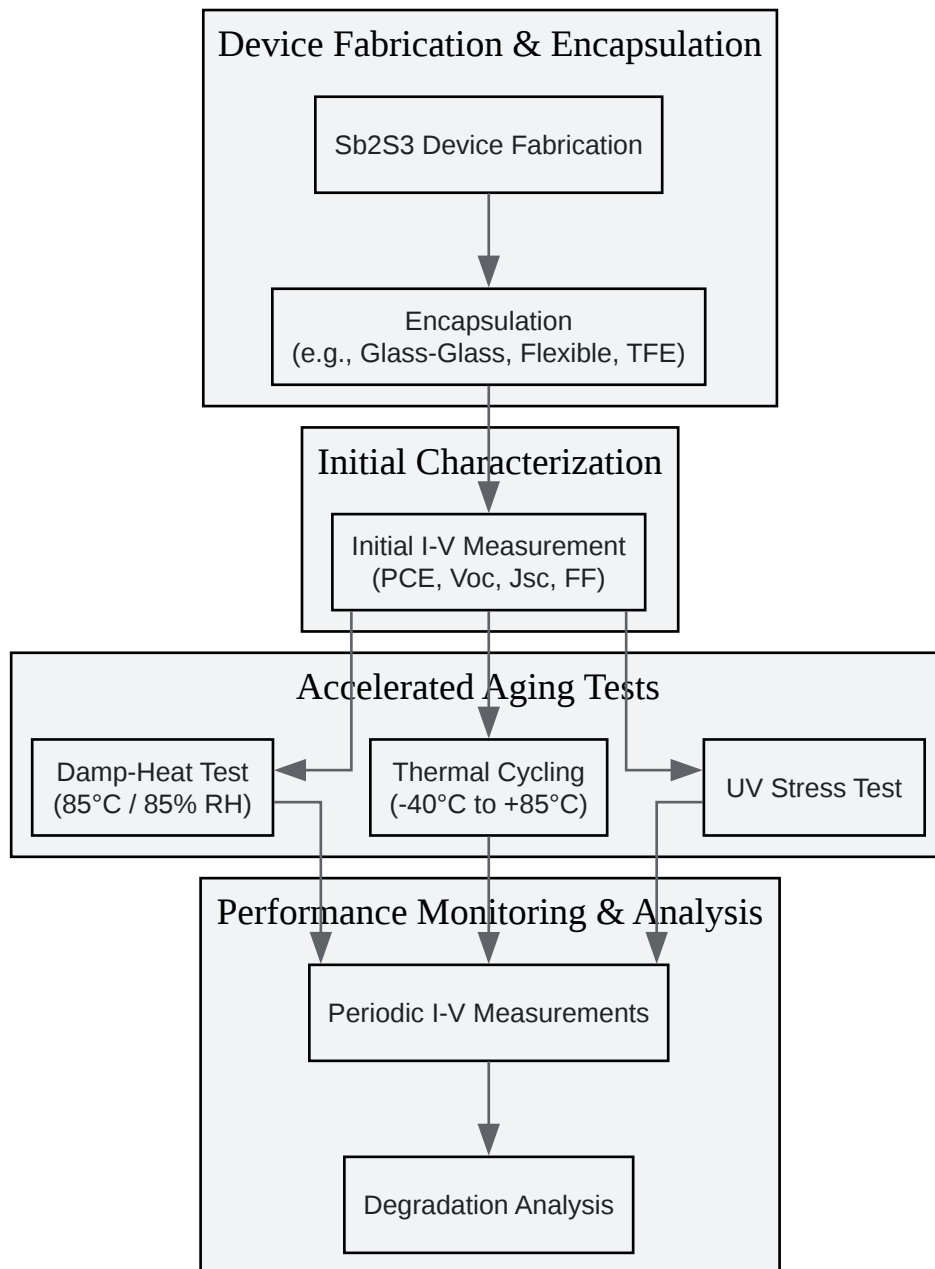 Device Fabrication & Encapsulation
Sb2S3 Device Fabrication
Encapsulation
(e.g., Glass-Glass, Flexible, TFE)
Initial Characterization
Initial I-V Measurement
(PCE, Voc, Jsc, FF)
Accelerated Aging Tests
Damp-Heat Test
(85°C / 85% RH)
Thermal Cycling
(-40°C to +85°C)
UV Stress Test
Performance Monitoring & Analysis
Periodic I-V Measurements
Degradation Analysis